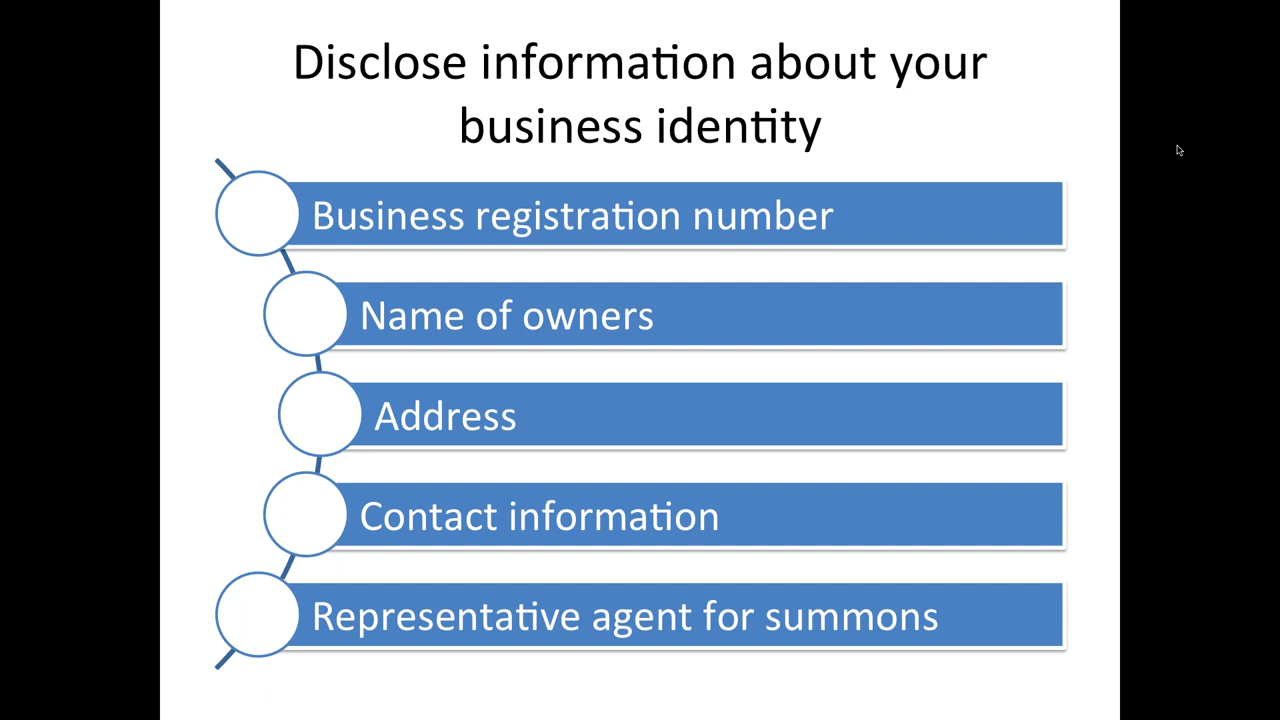 Disclose information about your
business identity
Business registration number
Name of owners
Address
Contact information
Representative agent for summons